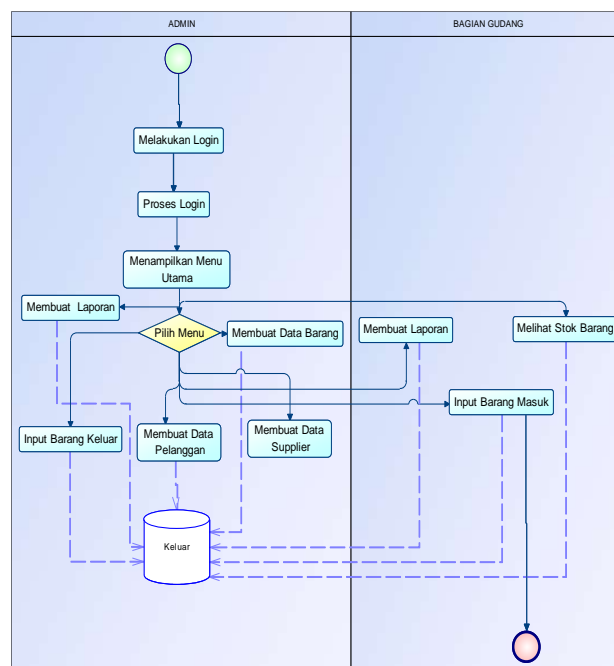 ADMIN
BAGIAN GUDANG
Melakukan Login
Proses Login
Menampilkan Menu
Utama
Membuat  Laporan
Pilih Menu
Membuat Data Barang
Membuat Laporan
Melihat Stok Barang
Input Barang Keluar
Membuat Data
Pelanggan
Membuat Data
Supplier
Input Barang Masuk
Keluar